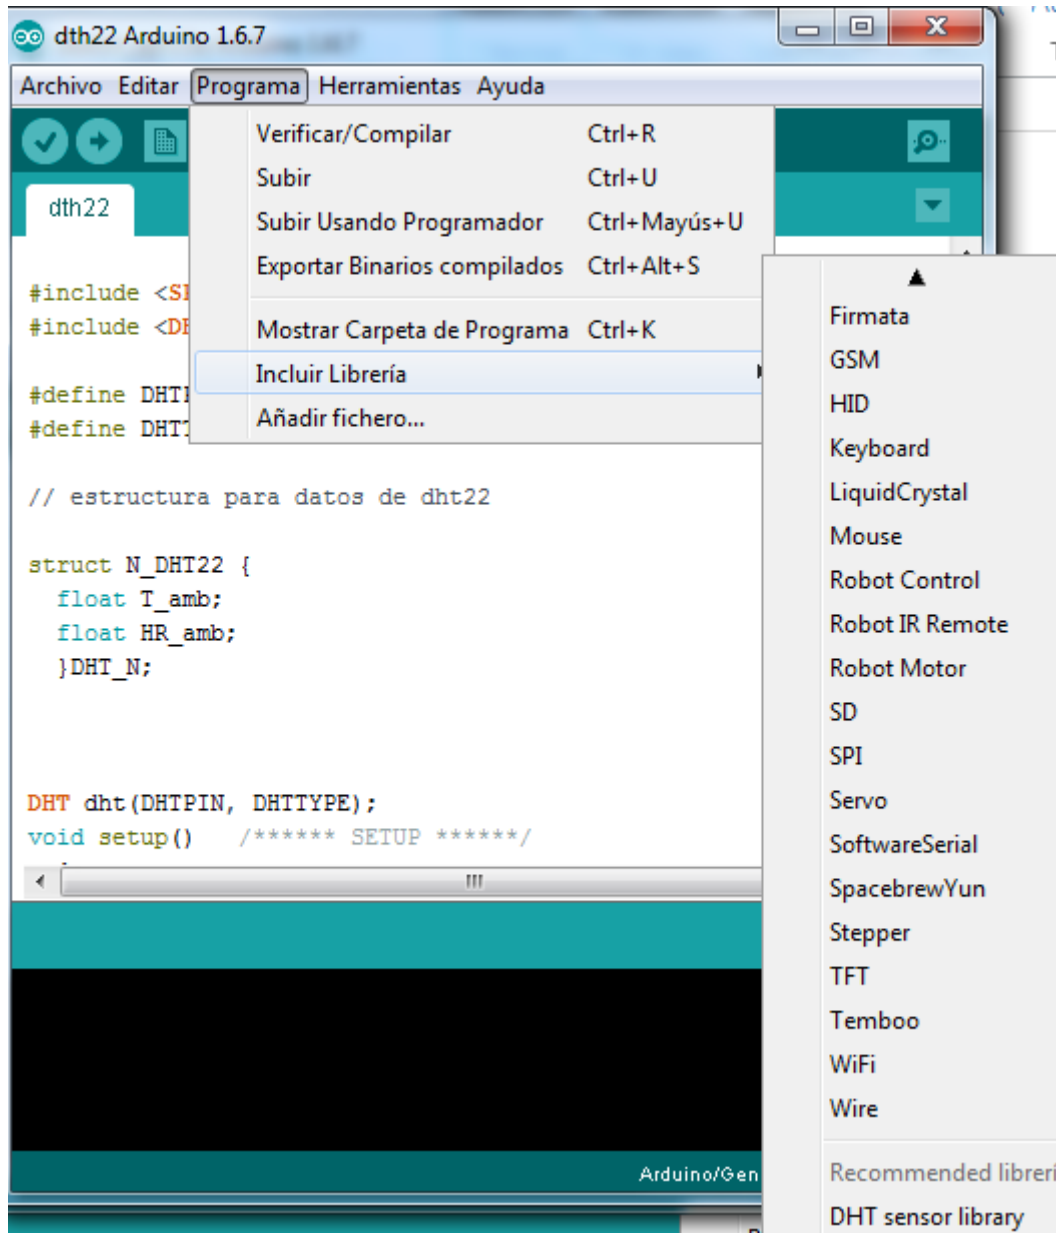 dth22 Arduino 1.6.7
Archivo Editar Programa Herramientas Ayuda
Verificar/Compilar Ctrl+R
Subir Ctrl+U
Subir Usando Programador Ctrl+Mayús+U
Exportar Binarios compilados Ctrl+Alt+S
Mostrar Carpeta de Programa Ctrl+K
Incluir Librería
Añadir fichero...
dth22
#include
#include
#define
#define
// estructura para datos de dht22
struct N_DHT22 {
float T_amb;
float HR_amb;
}DHT_N;
DHT dht(DHTPIN, DHTTYPE);
void setup() /****** SETUP ******/
Arduino/Gen
Firmata
GSM
HID
Keyboard
LiquidCrystal
Mouse
Robot Control
Robot IR Remote
Robot Motor
SD
SPI
Servo
SoftwareSerial
SpacebrewYun
Stepper
TFT
Temboo
WiFi
Wire
Recommended librerí
DHT sensor library